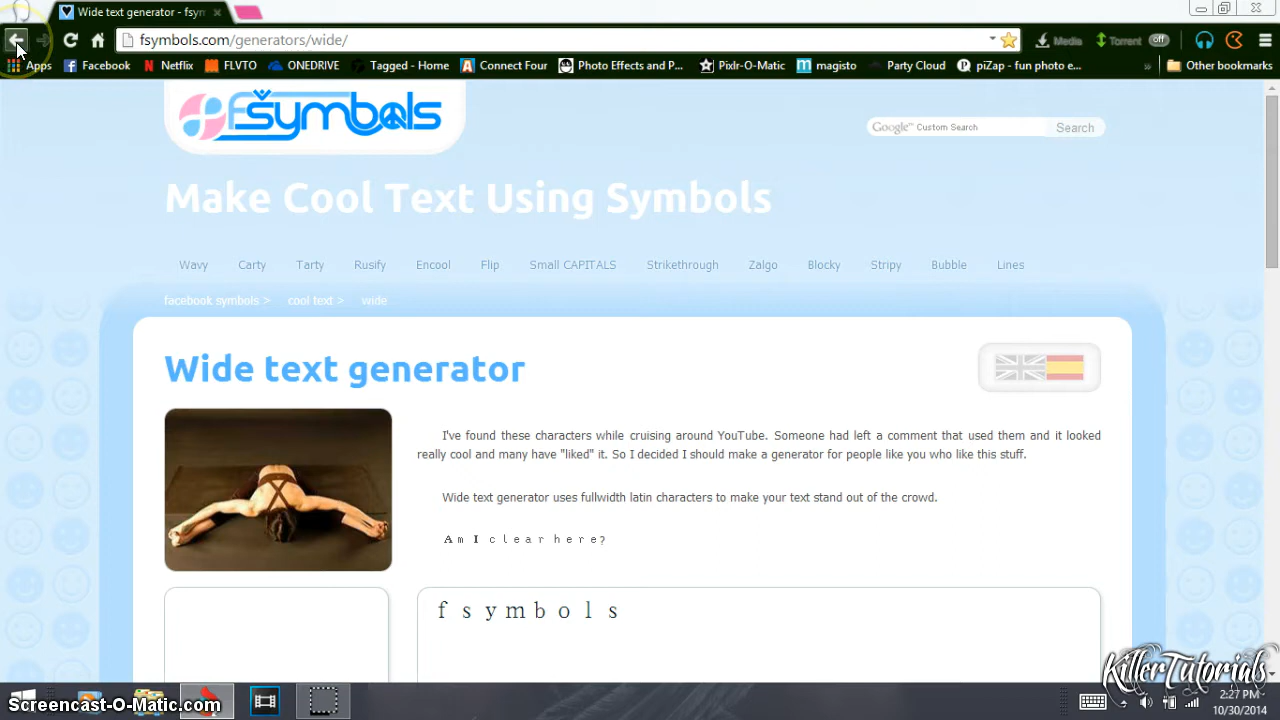 Wide text generator - fsyn
fsymbols.com/generators/wide/
Media
Torrent
off
Apps
Facebook
Netflix
FLVTO
ONEDRIVE
Tagged - Home
Connect Four
Photo Effects and P...
Pixlr-O-Matic
magisto
Party Cloud
piZap - fun photo e...
»
Other bookmarks
fsymbols
Google™ Custom Search
Search
Make Cool Text Using Symbols
Wavy
Carty
Tarty
Rusify
Encool
Flip
Small CAPITALS
Strikethrough
Zalgo
Blocky
Stripy
Bubble
Lines
facebook symbols >
cool text >
wide
Wide text generator
I've found these characters while cruising around YouTube. Someone had left a comment that used them and it looked
really cool and many have "liked" it. So I decided I should make a generator for people like you who like this stuff.
Wide text generator uses fullwidth latin characters to make your text stand out of the crowd.
Ａｍ Ｉ ｃｌｅａｒ ｈｅｒｅ？
ｆｓｙｍｂｏｌｓ
KillerTutorials
Screencast-O-Matic.com
2:27 PM
10/30/2014